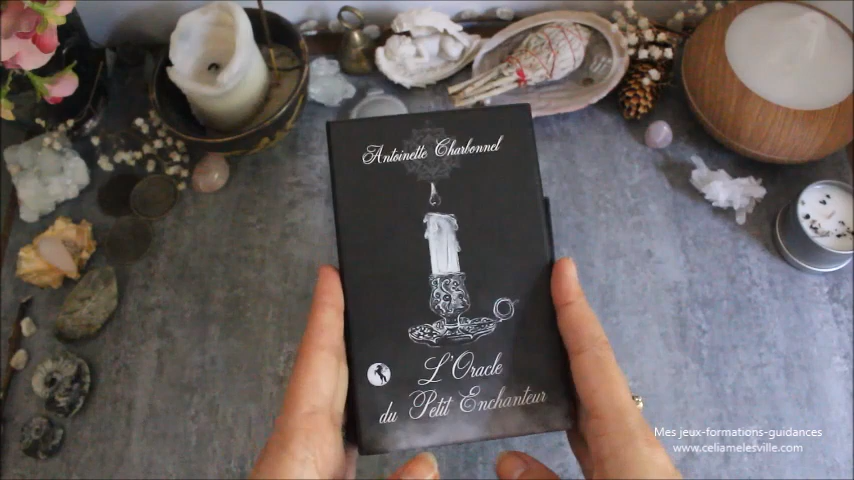 Antoinette Charbonnel
L'Oracle
du Petit Enchanteur
Mes jeux-formations-guidances
www.celiamelesville.com